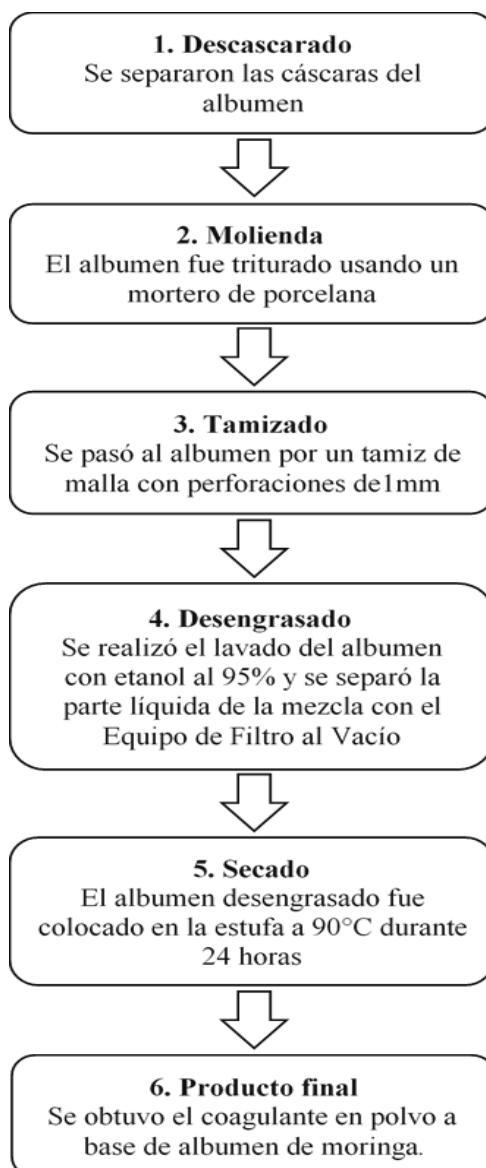 1. Descascarado
Se separaron las cáscaras del
albumen
2. Molienda
El albumen fue triturado usando un
mortero de porcelana
3. Tamizado
Se pasó al albumen por un tamiz de
malla con perforaciones de1mm
4. Desengrasado
Se realizó el lavado del albumen
con etanol al 95% y se separó la
parte líquida de la mezcla con el
Equipo de Filtro al Vacío
5. Secado
El albumen desengrasado fue
colocado en la estufa a 90°C durante
24 horas
6. Producto final
Se obtuvo el coagulante en polvo a
base de albumen de moringa.